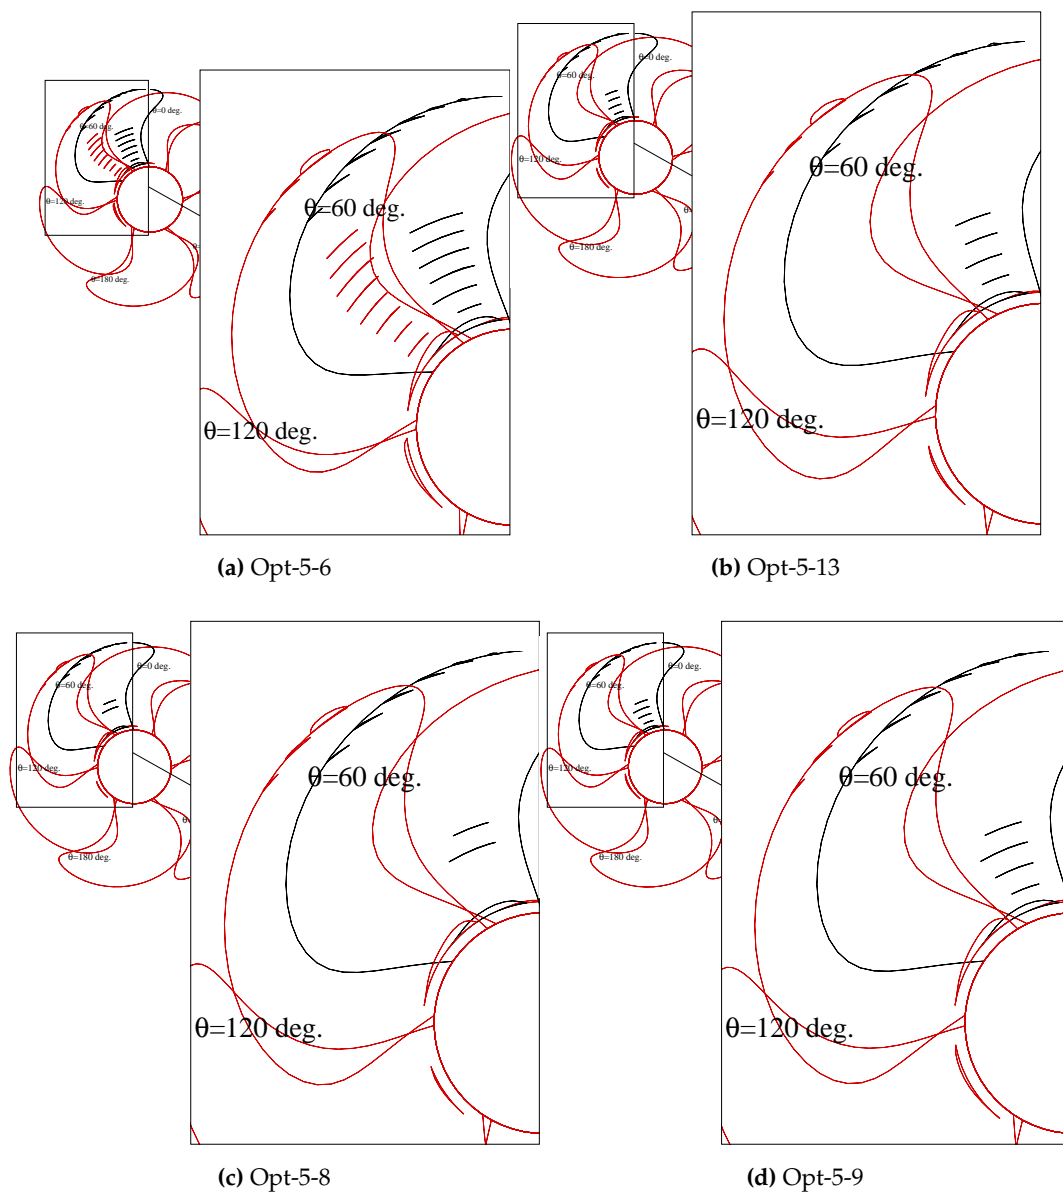 θ=0 deg.
θ=60 deg.
θ=120 deg.
θ=180 deg.
θ=
θ=60 deg.
θ=120 deg.
(a) Opt-5-6
θ=0 deg.
θ=60 deg.
θ=120 deg.
θ=180 deg.
θ=
θ=60 deg.
θ=120 deg.
(b) Opt-5-13
θ=0 deg.
θ=60 deg.
θ=120 deg.
θ=180 deg.
θ=
θ=60 deg.
θ=120 deg.
(c) Opt-5-8
θ=0 deg.
θ=60 deg.
θ=120 deg.
θ=180 deg.
θ=
θ=60 deg.
θ=120 deg.
(d) Opt-5-9